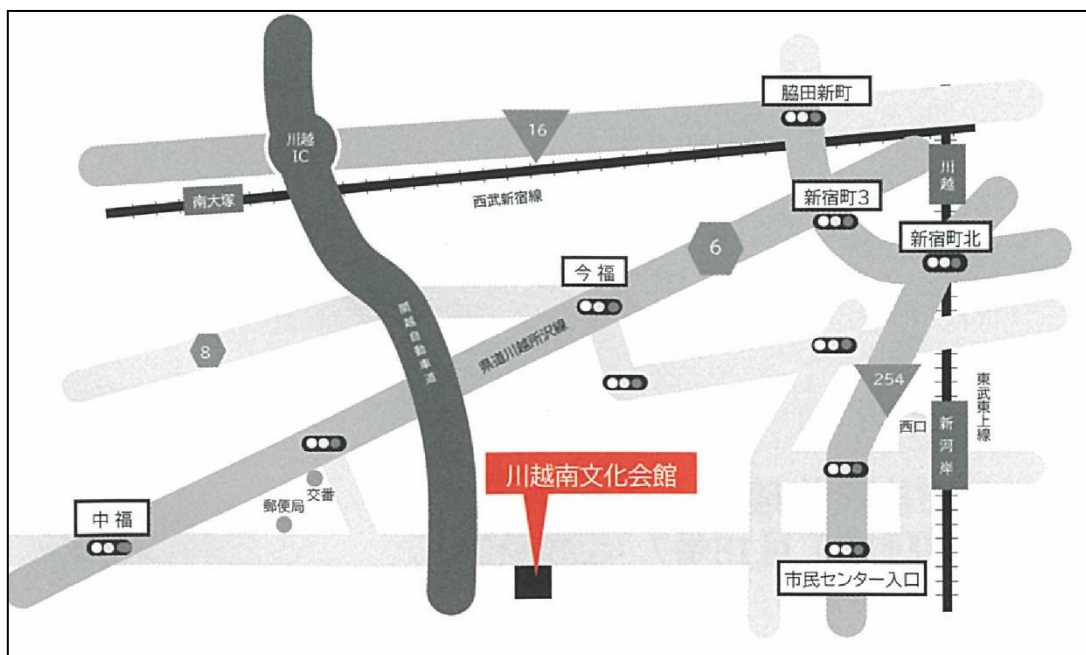 脇田新町
16
川越
IC
川越
南大塚
西武新宿線
新宿町3
新宿町北
6
今福
関越自動車道
県道川越所沢線
8
254
東武東上線
西口
新河岸
川越南文化会館
交番
郵便局
中福
市民センター入口